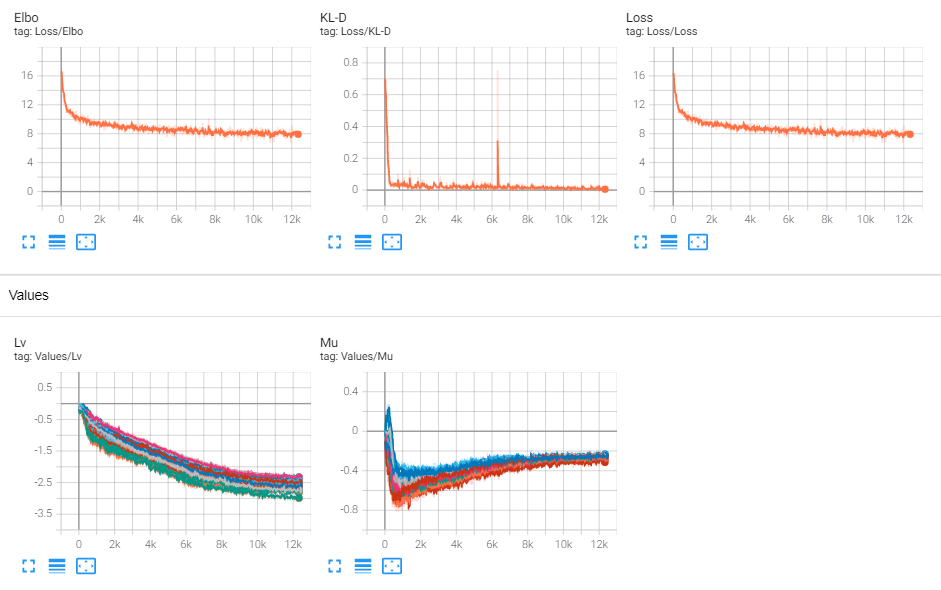 Elbo
tag: Loss/Elbo
16
12
8
4
0
0 2k 4k 6k 8k 10k 12k
KL-D
tag: Loss/KL-D
0.8
0.6
0.4
0.2
0
0 2k 4k 6k 8k 10k 12k
Loss
tag: Loss/Loss
16
12
8
4
0
0 2k 4k 6k 8k 10k 12k
Values
Lv
tag: Values/Lv
0.5
-0.5
-1.5
-2.5
-3.5
0 2k 4k 6k 8k 10k 12k
Mu
tag: Values/Mu
0.4
0
-0.4
-0.8
0 2k 4k 6k 8k 10k 12k